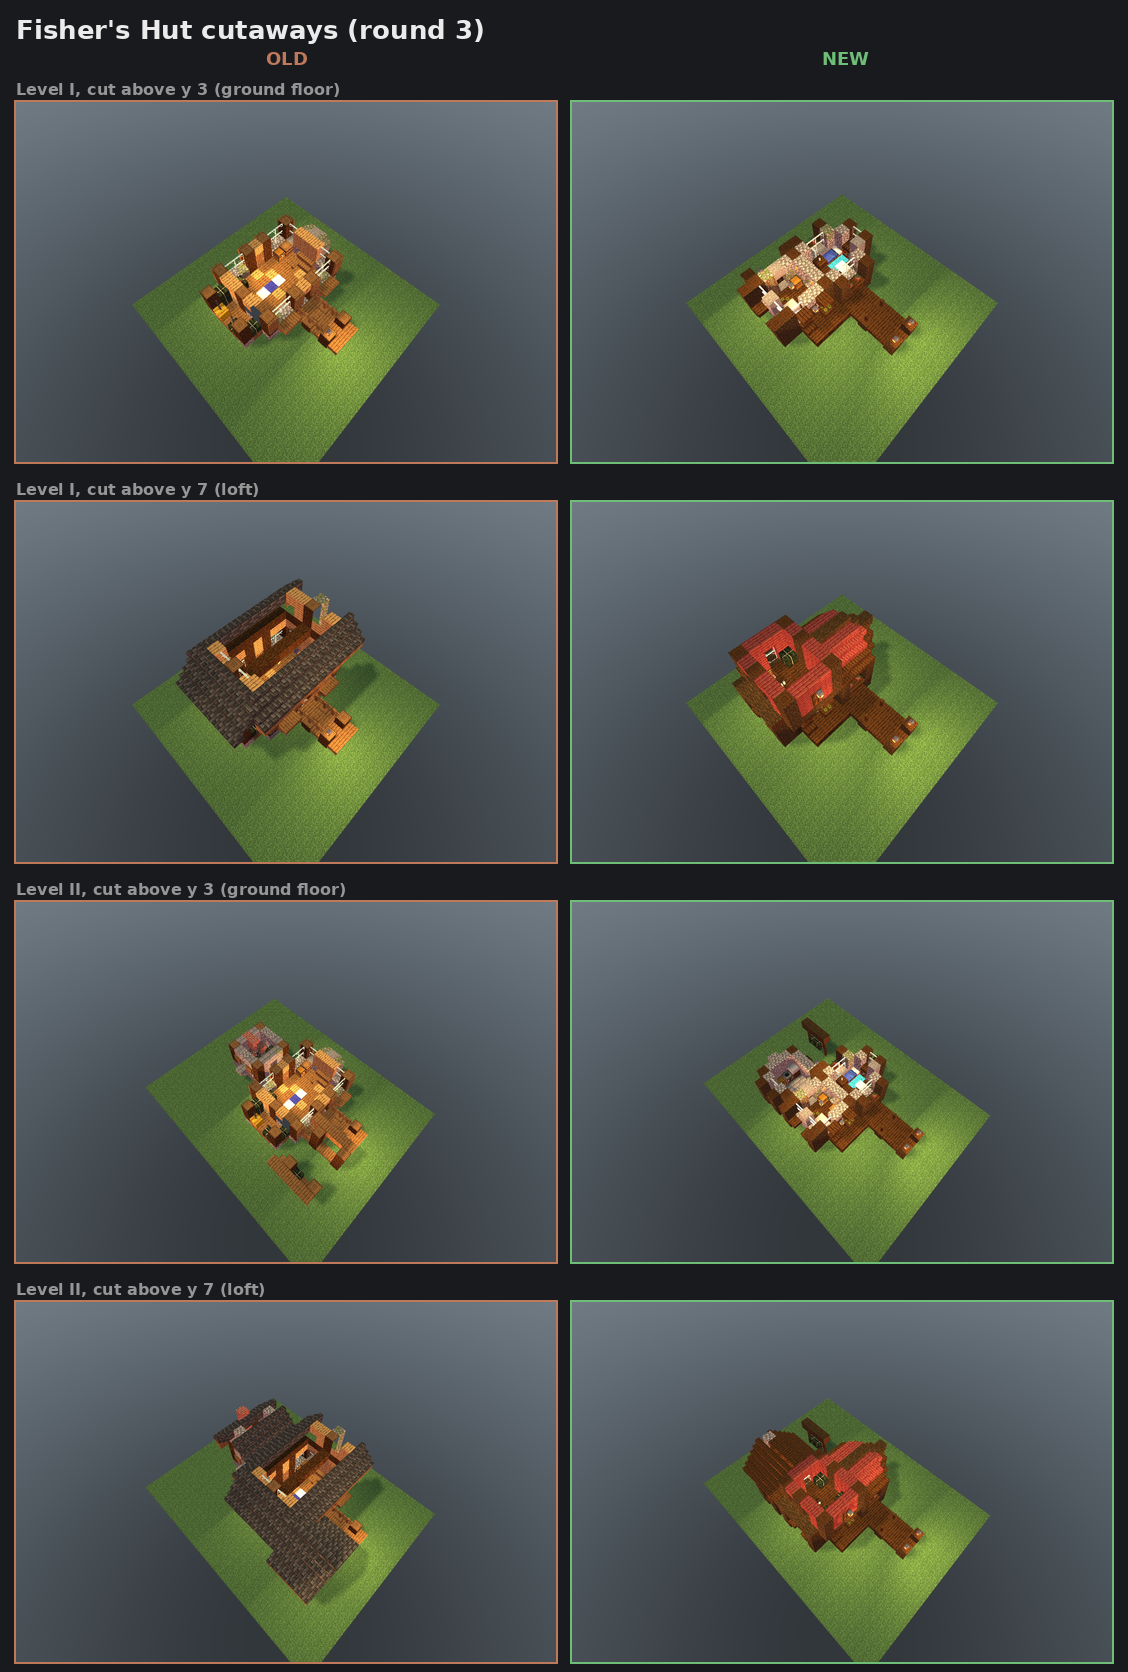 Fisher's Hut cutaways (round 3)
OLD
NEW
Level I, cut above y 3 (ground floor)
Level I, cut above y 7 (loft)
Level II, cut above y 3 (ground floor)
Level II, cut above y 7 (loft)